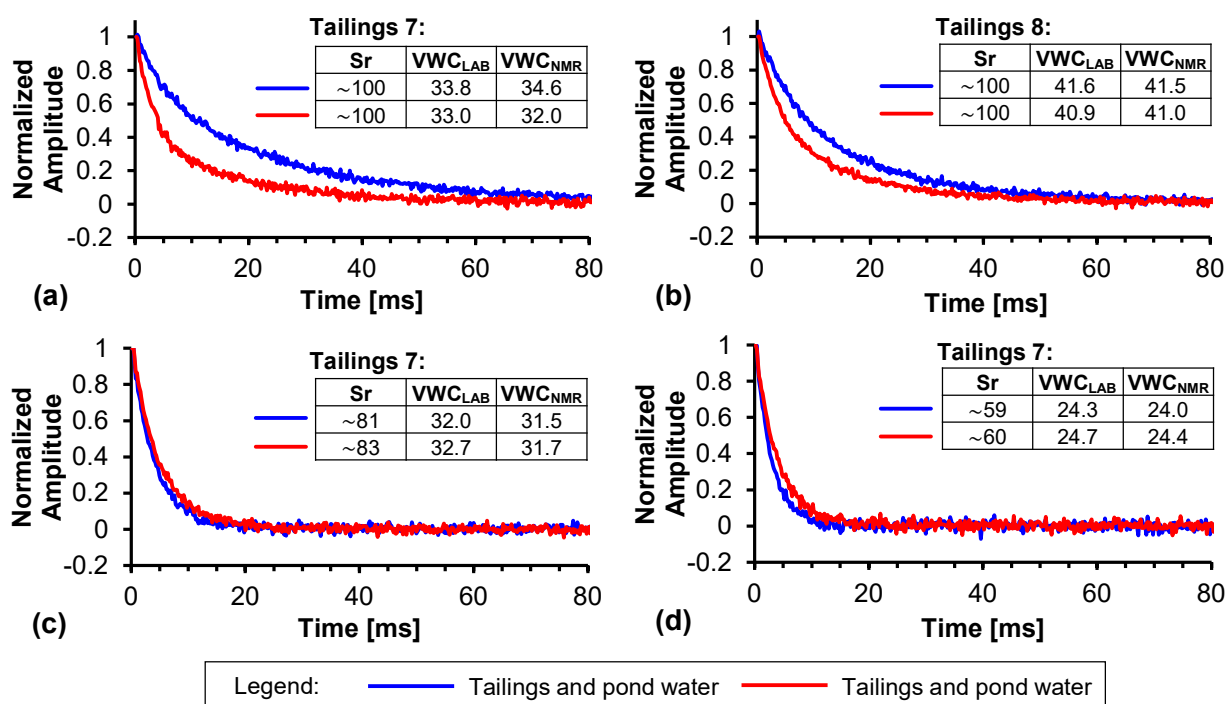 Tailings 7:
Sr VWCLAB VWCNMR
~100 33.8 34.6
~100 33.0 32.0
Normalized
Amplitude
1
0.8
0.6
0.4
0.2
0
-0.2
0 20 40 60 80
Time [ms]
(a)
Tailings 8:
Sr VWCLAB VWCNMR
~100 41.6 41.5
~100 40.9 41.0
Normalized
Amplitude
1
0.8
0.6
0.4
0.2
0
-0.2
0 20 40 60 80
Time [ms]
(b)
Tailings 7:
Sr VWCLAB VWCNMR
~81 32.0 31.5
~83 32.7 31.7
Normalized
Amplitude
1
0.8
0.6
0.4
0.2
0
-0.2
0 20 40 60 80
Time [ms]
(c)
Tailings 7:
Sr VWCLAB VWCNMR
~59 24.3 24.0
~60 24.7 24.4
Normalized
Amplitude
1
0.8
0.6
0.4
0.2
0
-0.2
0 20 40 60 80
Time [ms]
(d)
Legend: Tailings and pond water Tailings and pond water